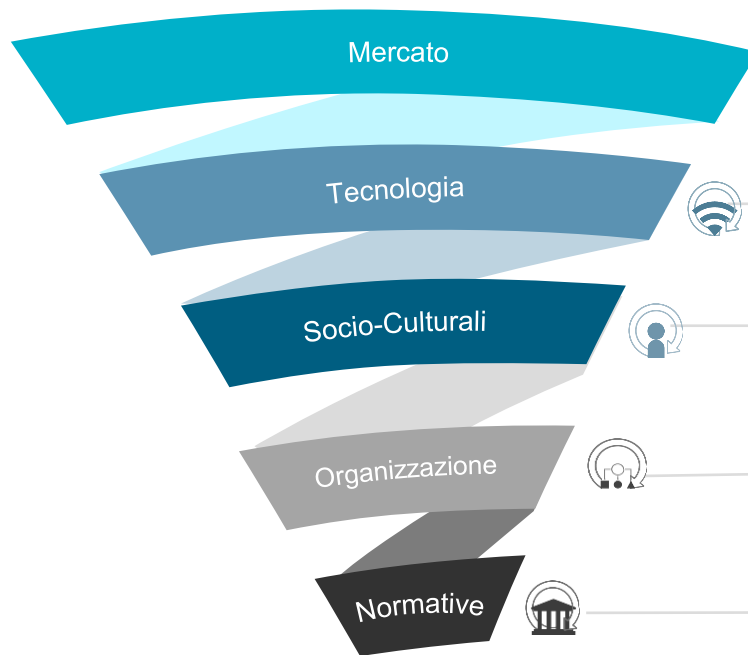 Mercato
Tecnologia
Socio-Culturali
Organizzazione
Normative